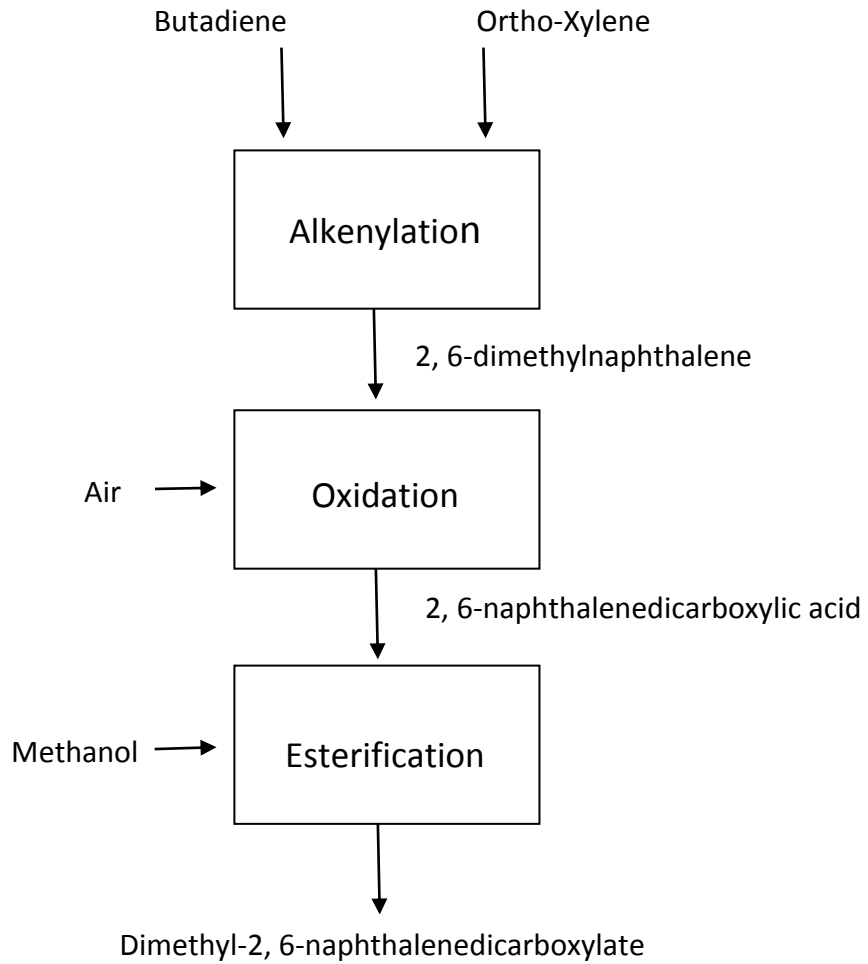 Butadiene
Ortho-Xylene
Alkenylation
2, 6-dimethylnaphthalene
Air
Oxidation
2, 6-naphthalenedicarboxylic acid
Methanol
Esterification
Dimethyl-2, 6-naphthalenedicarboxylate